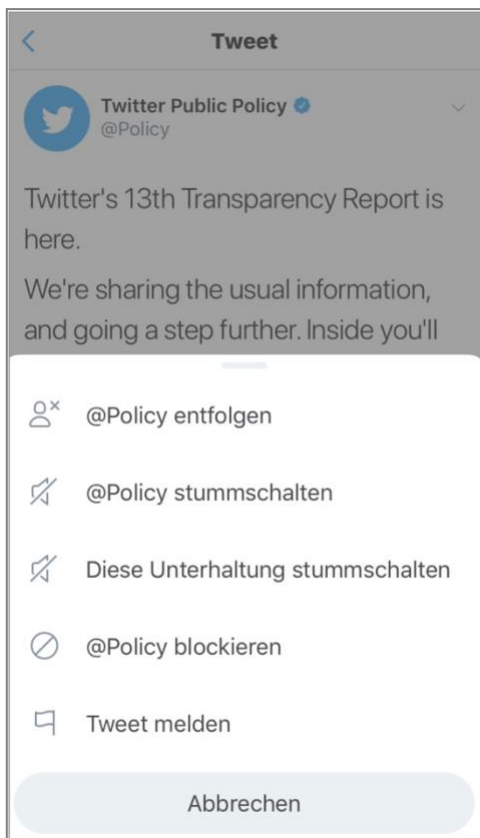 Tweet
Twitter Public Policy
@Policy
Twitter's 13th Transparency Report is
here.
We're sharing the usual information,
and going a step further. Inside you'll
@Policy entfolgen
@Policy stummschalten
Diese Unterhaltung stummschalten
@Policy blockieren
Tweet melden
Abbrechen